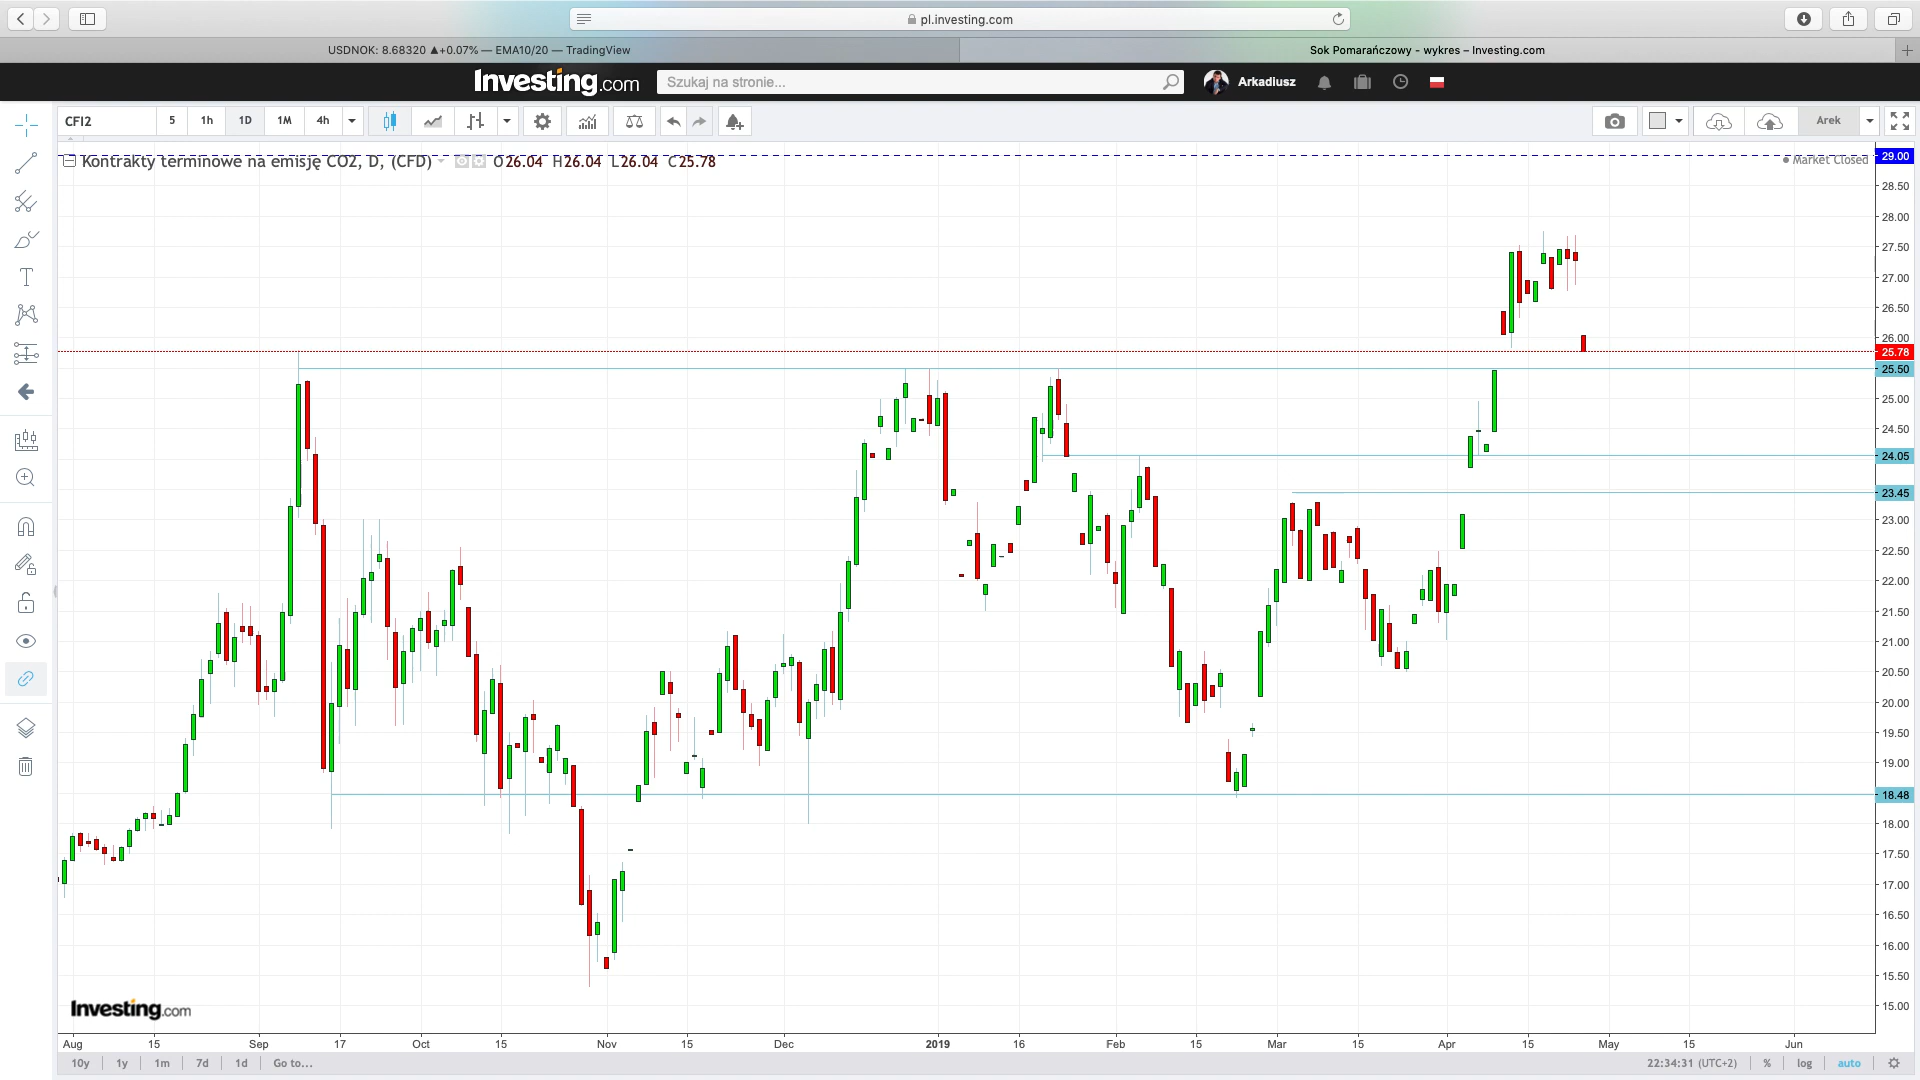 pl.investing.com
USDNOK: 8.68320 ▲+0.07% — EMA10/20 — TradingView
Sok Pomarańczowy - wykres – Investing.com
Investing.com
Szukaj na stronie...
Arkadiusz
CFI2
5
1h
1D
1M
4h
Arek
Kontrakty terminowe na emisję CO2, D, (CFD)
O26.04 H26.04 L26.04 C25.78
Market Closed
29.00
28.50
28.00
27.50
27.00
26.50
26.00
25.78
25.50
25.00
24.50
24.05
23.45
23.00
22.50
22.00
21.50
21.00
20.50
20.00
19.50
19.00
18.48
18.00
17.50
17.00
16.50
16.00
15.50
15.00
Investing.com
Aug 15 Sep 17 Oct 15 Nov 15 Dec 2019 16 Feb 15 Mar 15 Apr 15 May 15 Jun
10y 1y 1m 7d 1d Go to...
22:34:31 (UTC+2) % log auto